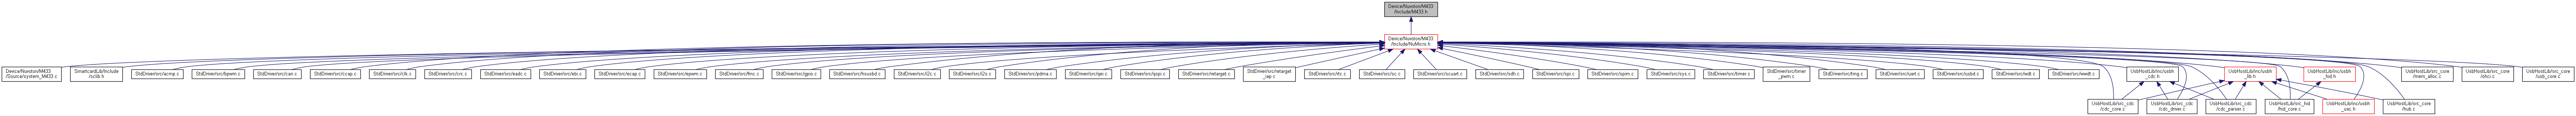 Device/Nuvoton/M433
/Include/M433.h
Device/Nuvoton/M433
/Include/NuMicro.h
Device/Nuvoton/M433
/Source/system_M433.c
SmartcardLib/Include
/sclib.h
StdDriver/src/acmp.c
StdDriver/src/bpwm.c
StdDriver/src/can.c
StdDriver/src/ccap.c
StdDriver/src/clk.c
StdDriver/src/crc.c
StdDriver/src/eadc.c
StdDriver/src/ebi.c
StdDriver/src/ecap.c
StdDriver/src/epwm.c
StdDriver/src/fmc.c
StdDriver/src/gpio.c
StdDriver/src/hsusbd.c
StdDriver/src/i2c.c
StdDriver/src/i2s.c
StdDriver/src/pdma.c
StdDriver/src/qei.c
StdDriver/src/qspi.c
StdDriver/src/retarget.c
StdDriver/src/retarget
_iap.c
StdDriver/src/rtc.c
StdDriver/src/sc.c
StdDriver/src/scuart.c
StdDriver/src/sdh.c
StdDriver/src/spi.c
StdDriver/src/spim.c
StdDriver/src/sys.c
StdDriver/src/timer.c
StdDriver/src/timer
_pwm.c
StdDriver/src/trng.c
StdDriver/src/uart.c
StdDriver/src/usbd.c
StdDriver/src/wdt.c
StdDriver/src/wwdt.c
UsbHostLib/inc/usbh
_cdc.h
UsbHostLib/inc/usbh
_lib.h
UsbHostLib/inc/usbh
_hid.h
UsbHostLib/src_core
/mem_alloc.c
UsbHostLib/src_core
/ohci.c
UsbHostLib/src_core
/usb_core.c
UsbHostLib/src_cdc
/cdc_core.c
UsbHostLib/src_cdc
/cdc_driver.c
UsbHostLib/src_cdc
/cdc_parser.c
UsbHostLib/src_hid
/hid_core.c
UsbHostLib/inc/usbh
_uac.h
UsbHostLib/src_core
/hub.c